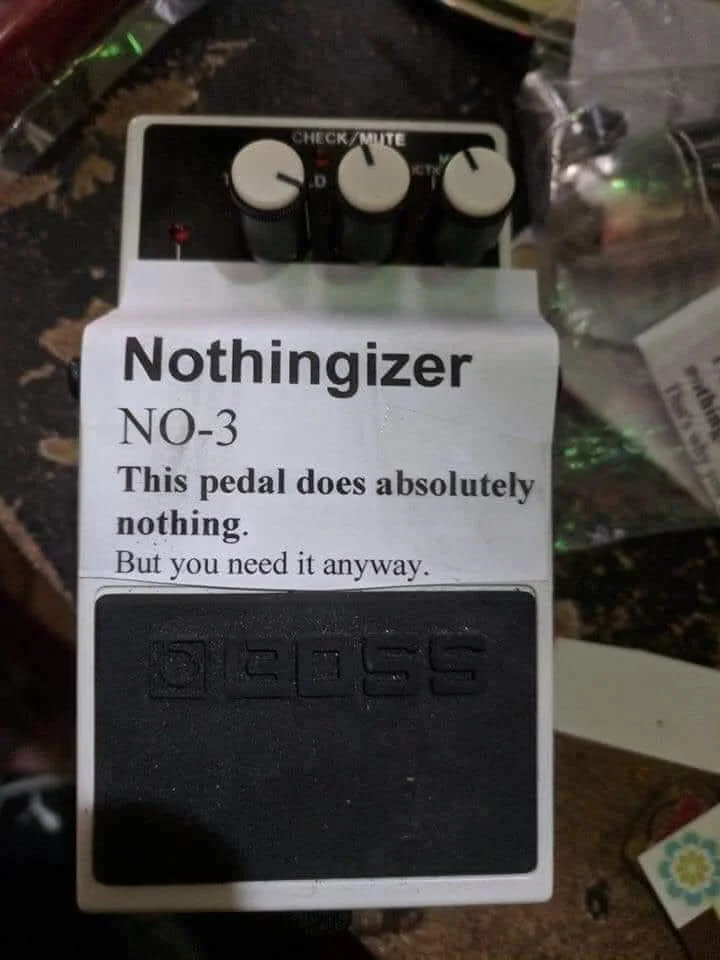 CHECK/MUTE
Nothingizer
NO-3
This pedal does absolutely
nothing.
But you need it anyway.
BOSS